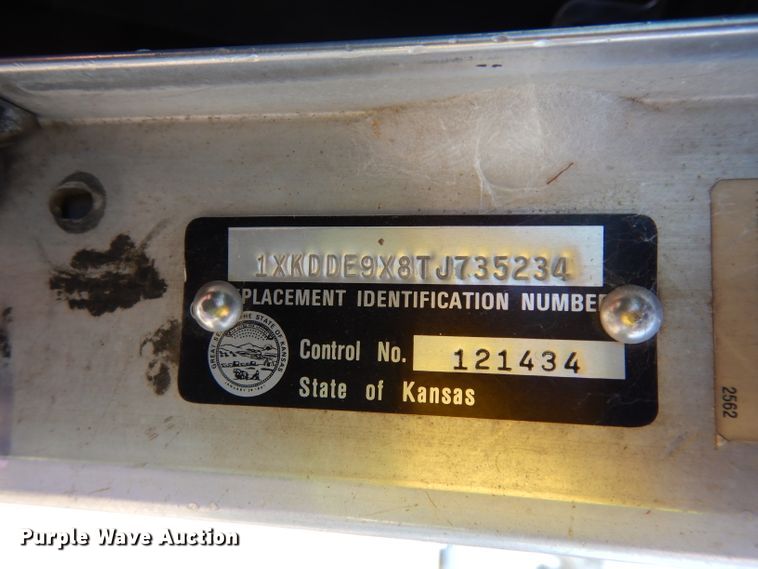 1XKDDE9X8TJ735234
PLACEMENT IDENTIFICATION NUMBE
Control No. 121434
State of Kansas
2562
Purple Wave Auction